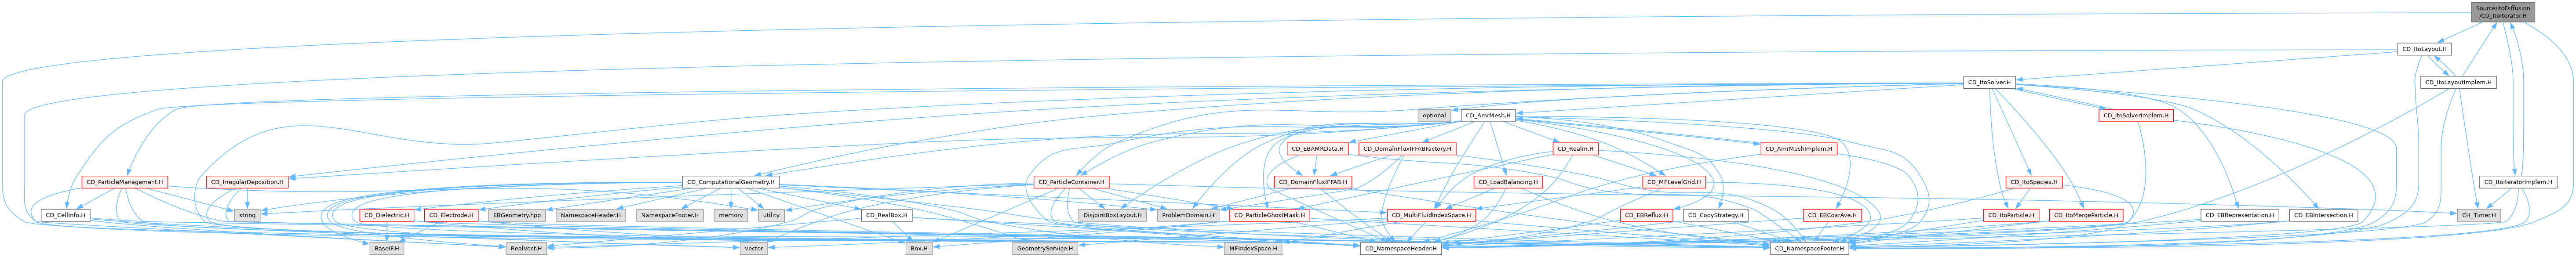 Source/ItoDiffusion
/CD_ItoIterator.H
CD_ItoLayout.H
CD_ItoSolver.H
CD_ItoLayoutImplem.H
optional
CD_AmrMesh.H
CD_ItoSolverImplem.H
CD_EBAMRData.H
CD_DomainFluxIFFABFactory.H
CD_Realm.H
CD_AmrMeshImplem.H
CD_ParticleManagement.H
CD_IrregularDeposition.H
CD_ComputationalGeometry.H
CD_ParticleContainer.H
CD_DomainFluxIFFAB.H
CD_LoadBalancing.H
CD_MFLevelGrid.H
CD_ItoSpecies.H
CD_ItoIteratorImplem.H
CD_CellInfo.H
string
CD_Dielectric.H
CD_Electrode.H
EBGeometry.hpp
NamespaceHeader.H
NamespaceFooter.H
memory
utility
CD_RealBox.H
DisjointBoxLayout.H
ProblemDomain.H
CD_ParticleGhostMask.H
CD_MultiFluidIndexSpace.H
CD_EBReflux.H
CD_CopyStrategy.H
CD_EBCoarAve.H
CD_ItoParticle.H
CD_ItoMergeParticle.H
CD_EBRepresentation.H
CD_EBIntersection.H
CH_Timer.H
BaseIF.H
RealVect.H
vector
Box.H
GeometryService.H
MFIndexSpace.H
CD_NamespaceHeader.H
CD_NamespaceFooter.H